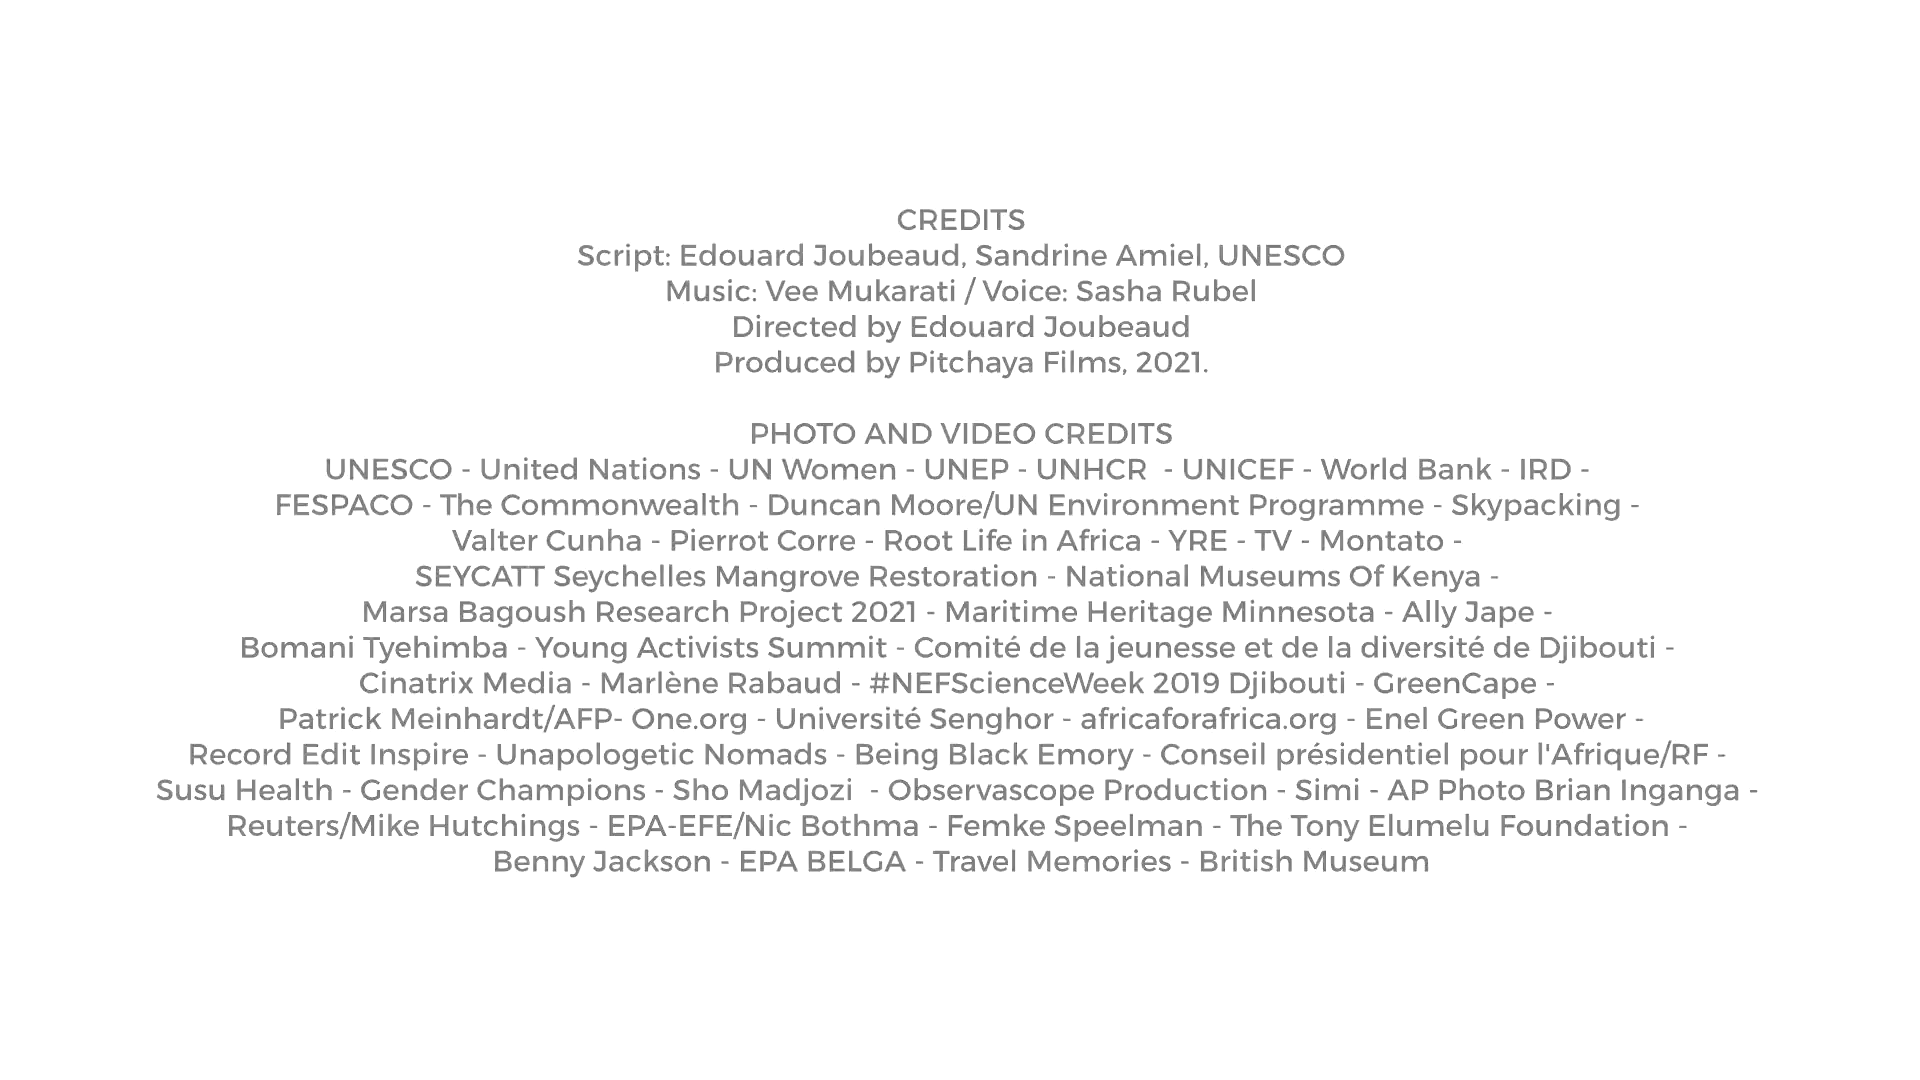 CREDITS
Script: Edouard Joubeaud, Sandrine Amiel, UNESCO
Music: Vee Mukarati / Voice: Sasha Rubel
Directed by Edouard Joubeaud
Produced by Pitchaya Films, 2021.
PHOTO AND VIDEO CREDITS
UNESCO - United Nations - UN Women - UNEP - UNHCR  - UNICEF - World Bank - IRD -
FESPACO - The Commonwealth - Duncan Moore/UN Environment Programme - Skypacking -
Valter Cunha - Pierrot Corre - Root Life in Africa - YRE - TV - Montato -
SEYCATT Seychelles Mangrove Restoration - National Museums Of Kenya -
Marsa Bagoush Research Project 2021 - Maritime Heritage Minnesota - Ally Jape -
Bomani Tyehimba - Young Activists Summit - Comité de la jeunesse et de la diversité de Djibouti -
Cinatrix Media - Marlène Rabaud - #NEFScienceWeek 2019 Djibouti - GreenCape -
Patrick Meinhardt/AFP- One.org - Université Senghor - africaforafrica.org - Enel Green Power -
Record Edit Inspire - Unapologetic Nomads - Being Black Emory - Conseil présidentiel pour l'Afrique/RF -
Susu Health - Gender Champions - Sho Madjozi  - Observascope Production - Simi - AP Photo Brian Inganga -
Reuters/Mike Hutchings - EPA-EFE/Nic Bothma - Femke Speelman - The Tony Elumelu Foundation -
Benny Jackson - EPA BELGA - Travel Memories - British Museum